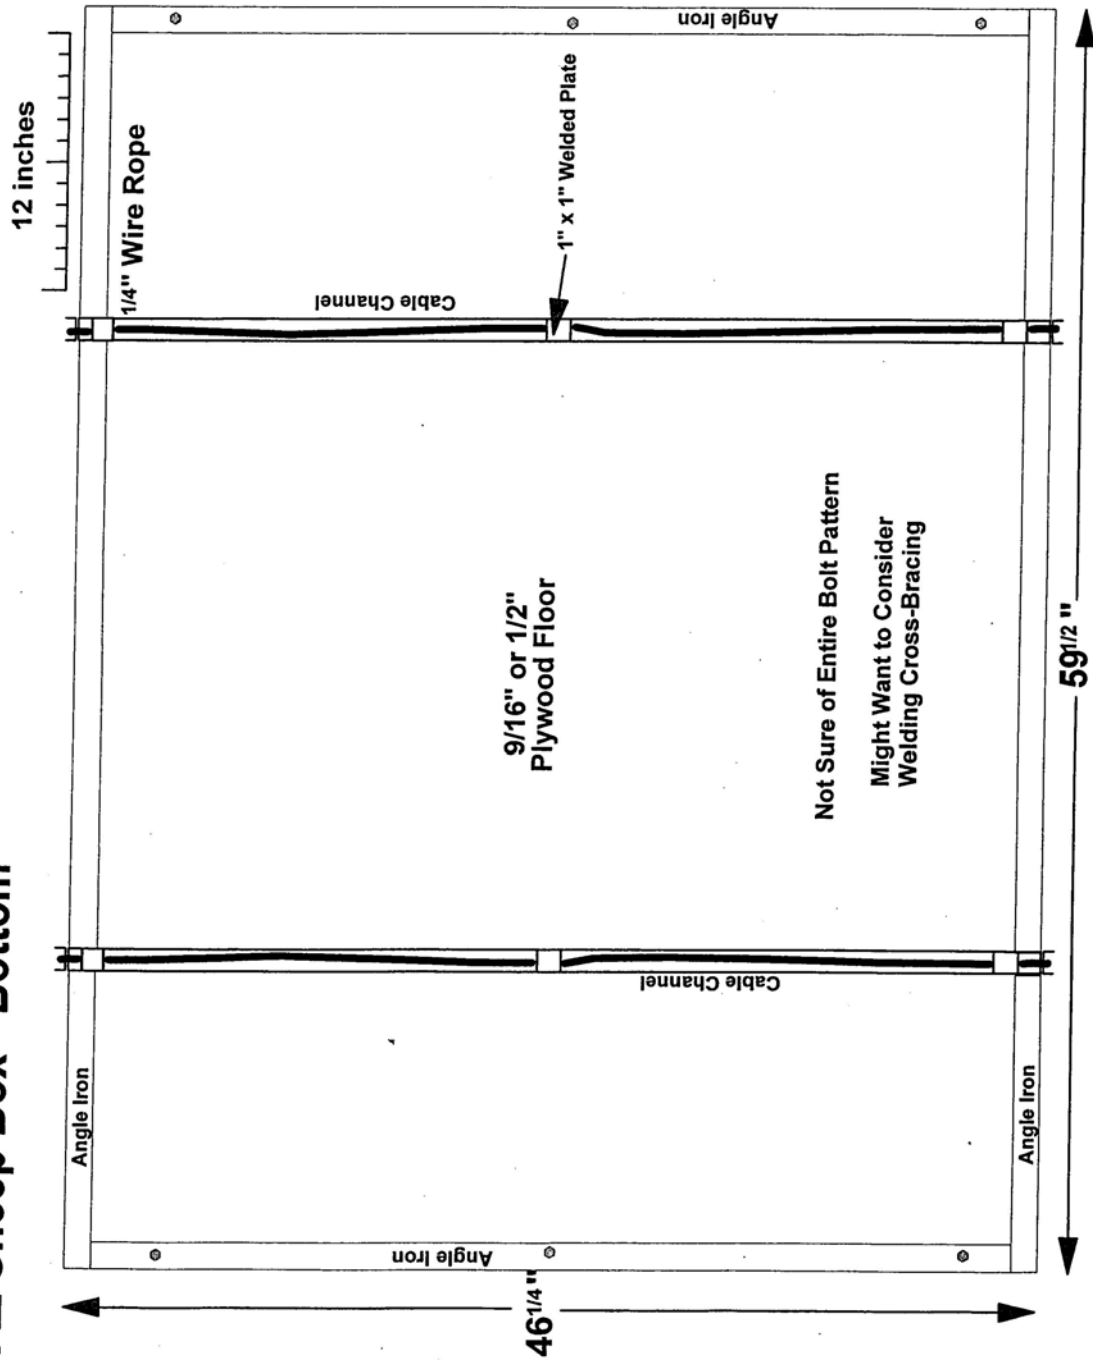 Sheep Box - Bottom
12 inches
1/4" Wire Rope
Angle Iron
Cable Channel
1" x 1" Welded Plate
9/16" or 1/2"
Plywood Floor
Not Sure of Entire Bolt Pattern
Might Want to Consider
Welding Cross-Bracing
Cable Channel
Angle Iron
Angle Iron
Angle Iron
46 1/4"
59 1/2"